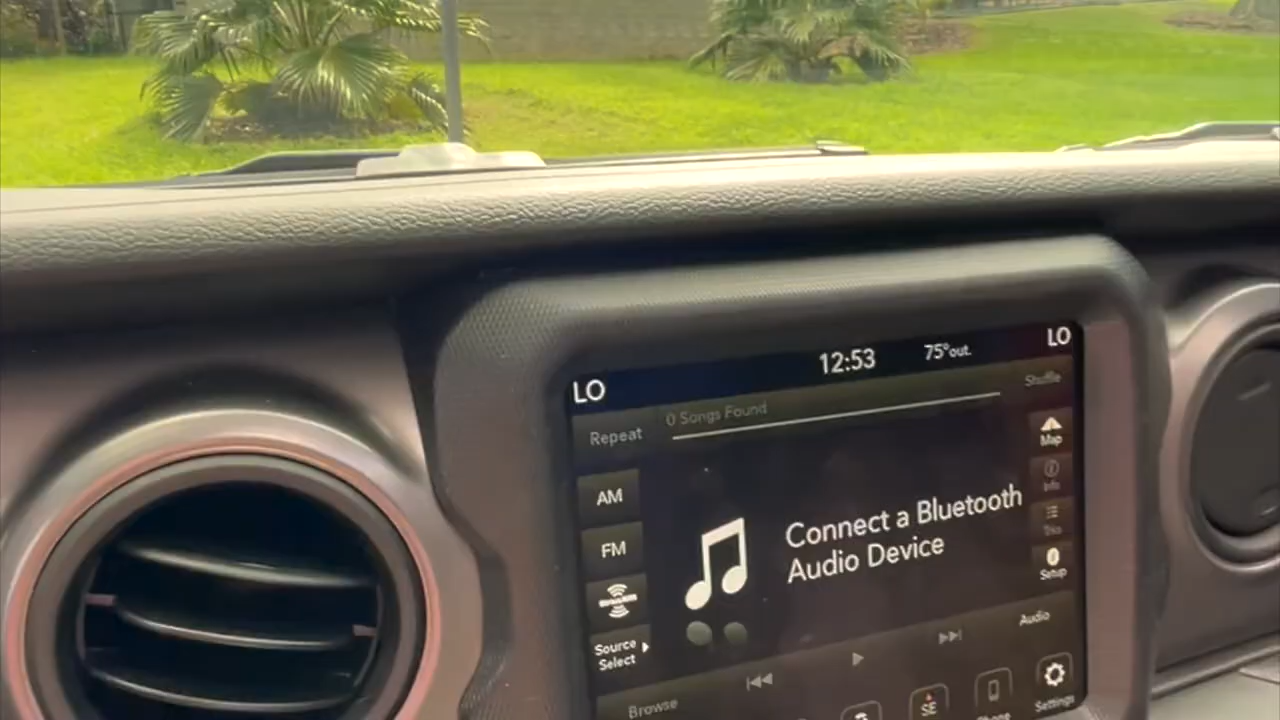 LO
12:53
75°out.
LO
0 Songs Found
Shuffle
Repeat
Map
Info
AM
Connect a Bluetooth
Audio Device
FM
Setup
Source
Select
Audio
Browse
SE
Phone
Settings